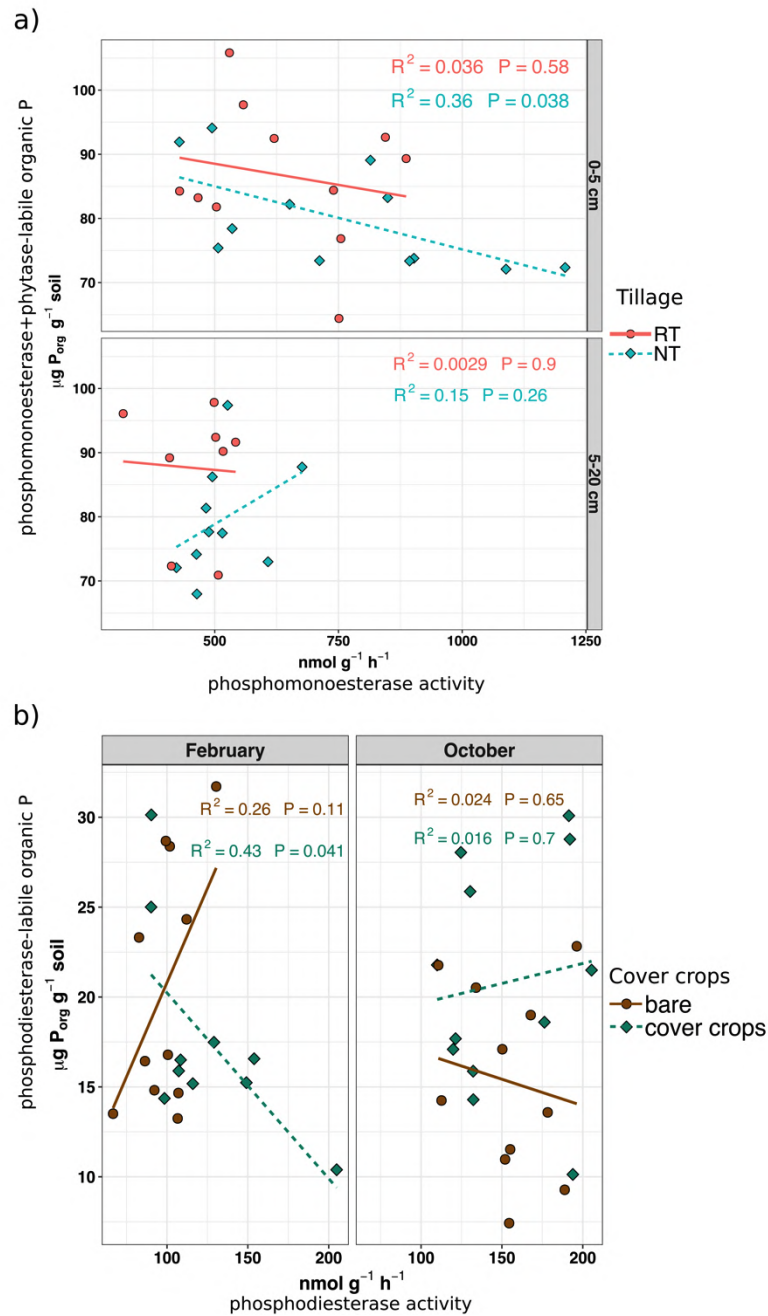 a)
phosphomonoesterase+phytase-labile organic P
μg P_org g⁻¹ soil
R² = 0.036 P = 0.58
R² = 0.36 P = 0.038
100
90
80
70
0-5 cm
R² = 0.0029 P = 0.9
R² = 0.15 P = 0.26
100
90
80
70
5-20 cm
500 750 1000 1250
nmol g⁻¹ h⁻¹
phosphomonoesterase activity
Tillage
RT
NT
b)
phosphodiesterase-labile organic P
μg P_org g⁻¹ soil
February October
R² = 0.26 P = 0.11
R² = 0.43 P = 0.041
R² = 0.024 P = 0.65
R² = 0.016 P = 0.7
30
25
20
15
10
100 150 200 100 150 200
nmol g⁻¹ h⁻¹
phosphodiesterase activity
Cover crops
bare
cover crops